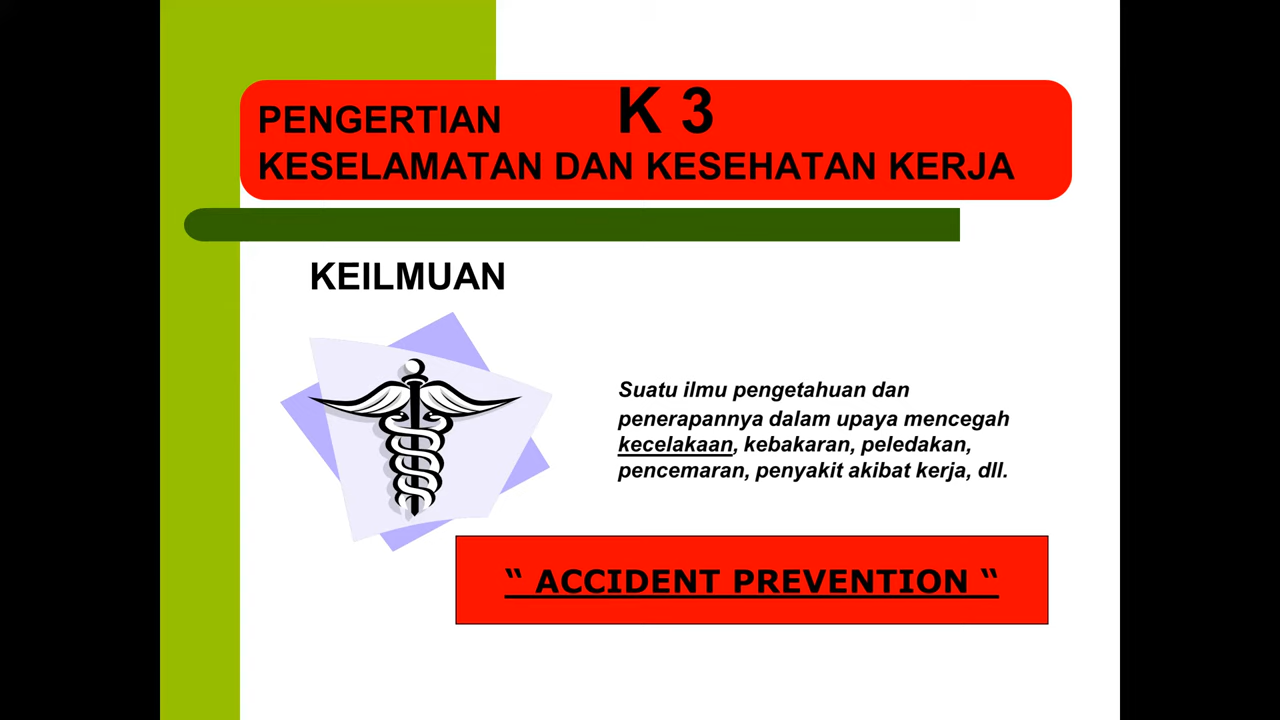 PENGERTIAN K 3
KESELAMATAN DAN KESEHATAN KERJA
KEILMUAN
Suatu ilmu pengetahuan dan
penerapannya dalam upaya mencegah
kecelakaan, kebakaran, peledakan,
pencemaran, penyakit akibat kerja, dll.
“ ACCIDENT PREVENTION “